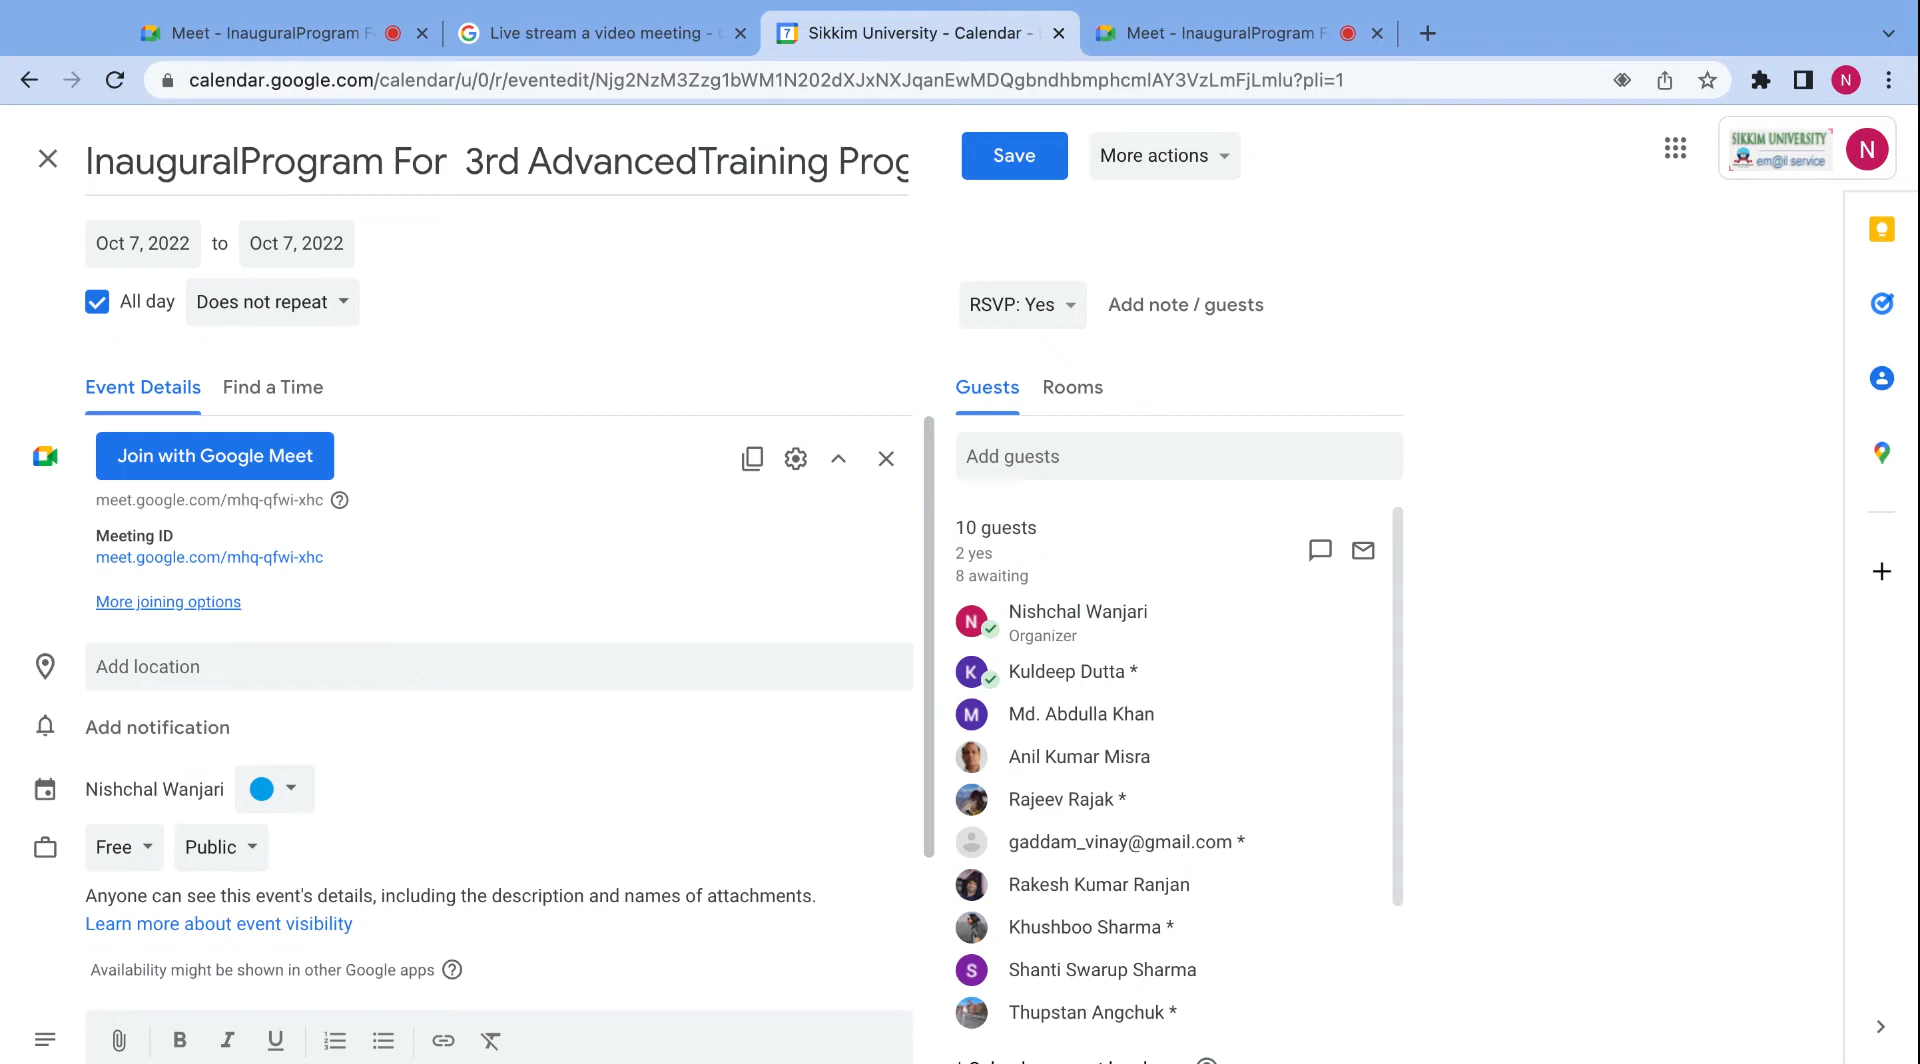 Meet - InauguralProgram F
Live stream a video meeting -
Sikkim University - Calendar -
Meet - InauguralProgram F
calendar.google.com/calendar/u/0/r/eventedit/Njg2NzM3Zzg1bWM1N202dXJxNXJqanEwMDQgbndhbmphcmlAY3VzLmFjLmlu?pli=1
N
InauguralProgram For 3rd AdvancedTraining Prog
Save
More actions
SIKKIM UNIVERSITY
em@il service
N
Oct 7, 2022 to Oct 7, 2022
All day
Does not repeat
RSVP: Yes
Add note / guests
Event Details
Find a Time
Join with Google Meet
meet.google.com/mhq-qfwi-xhc
Meeting ID
meet.google.com/mhq-qfwi-xhc
More joining options
Add location
Add notification
Nishchal Wanjari
Free
Public
Anyone can see this event's details, including the description and names of attachments.
Learn more about event visibility
Availability might be shown in other Google apps
B I U
Guests
Rooms
Add guests
10 guests
2 yes
8 awaiting
N Nishchal Wanjari
Organizer
K Kuldeep Dutta *
M Md. Abdulla Khan
Anil Kumar Misra
Rajeev Rajak *
gaddam_vinay@gmail.com *
Rakesh Kumar Ranjan
Khushboo Sharma *
S Shanti Swarup Sharma
Thupstan Angchuk *